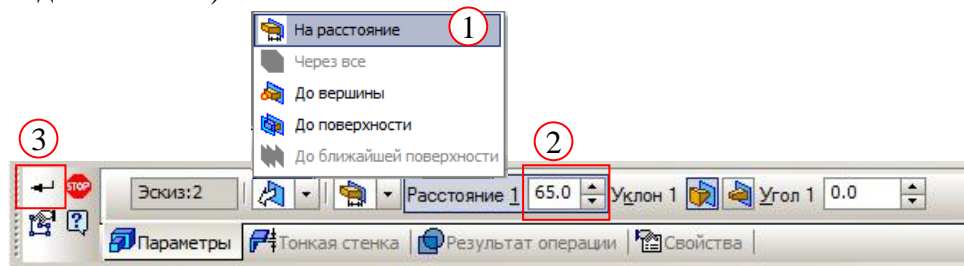 На расстояние 1
Через все
До вершины
До поверхности
До ближайшей поверхности
3 2
STOP Эскиз:2 Расстояние 1 65.0 Уклон 1 Угол 1 0.0
Параметры Тонкая стенка Результат операции Свойства